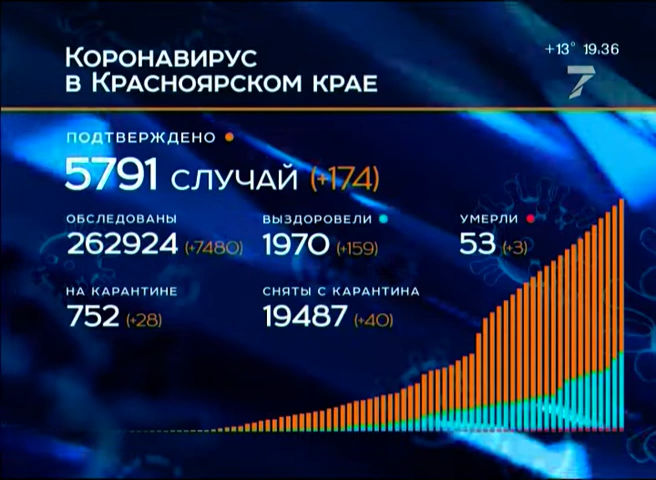 Коронавирус
в Красноярском крае
+13° 19:36
7
ПОДТВЕРЖДЕНО
5791 СЛУЧАЙ (+174)
ОБСЛЕДОВАНЫ
262924 (+7480)
ВЫЗДОРОВЕЛИ
1970 (+159)
УМЕРЛИ
53 (+3)
НА КАРАНТИНЕ
752 (+28)
СНЯТЫ С КАРАНТИНА
19487 (+40)